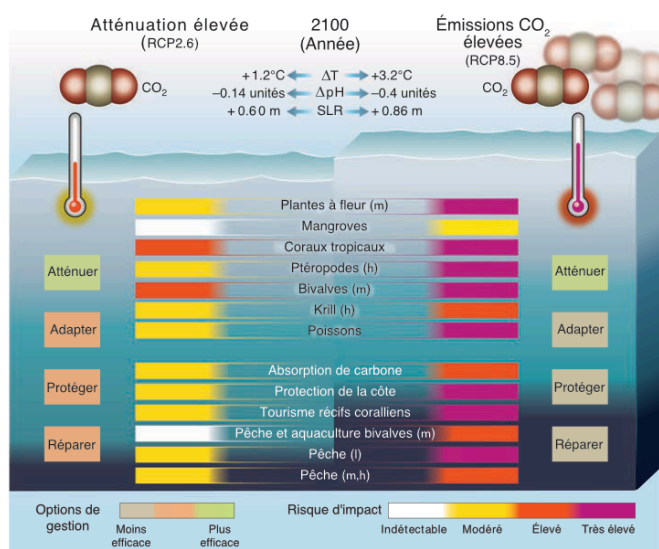 Atténuation élevée
(RCP2.6)
2100
(Année)
Émissions CO2
élevées
(RCP8.5)
CO2
CO2
+1.2°C ΔT +3.2°C
–0.14 unités ΔpH –0.4 unités
+0.60 m SLR +0.86 m
Plantes à fleur (m)
Mangroves
Coraux tropicaux
Ptéropodes (h)
Bivalves (m)
Krill (h)
Poissons
Absorption de carbone
Protection de la côte
Tourisme récifs coralliens
Pêche et aquaculture bivalves (m)
Pêche (l)
Pêche (m,h)
Atténuer
Adapter
Protéger
Réparer
Atténuer
Adapter
Protéger
Réparer
Options de
gestion
Moins
efficace
Plus
efficace
Risque d'impact
Indétectable Modéré Élevé Très élevé